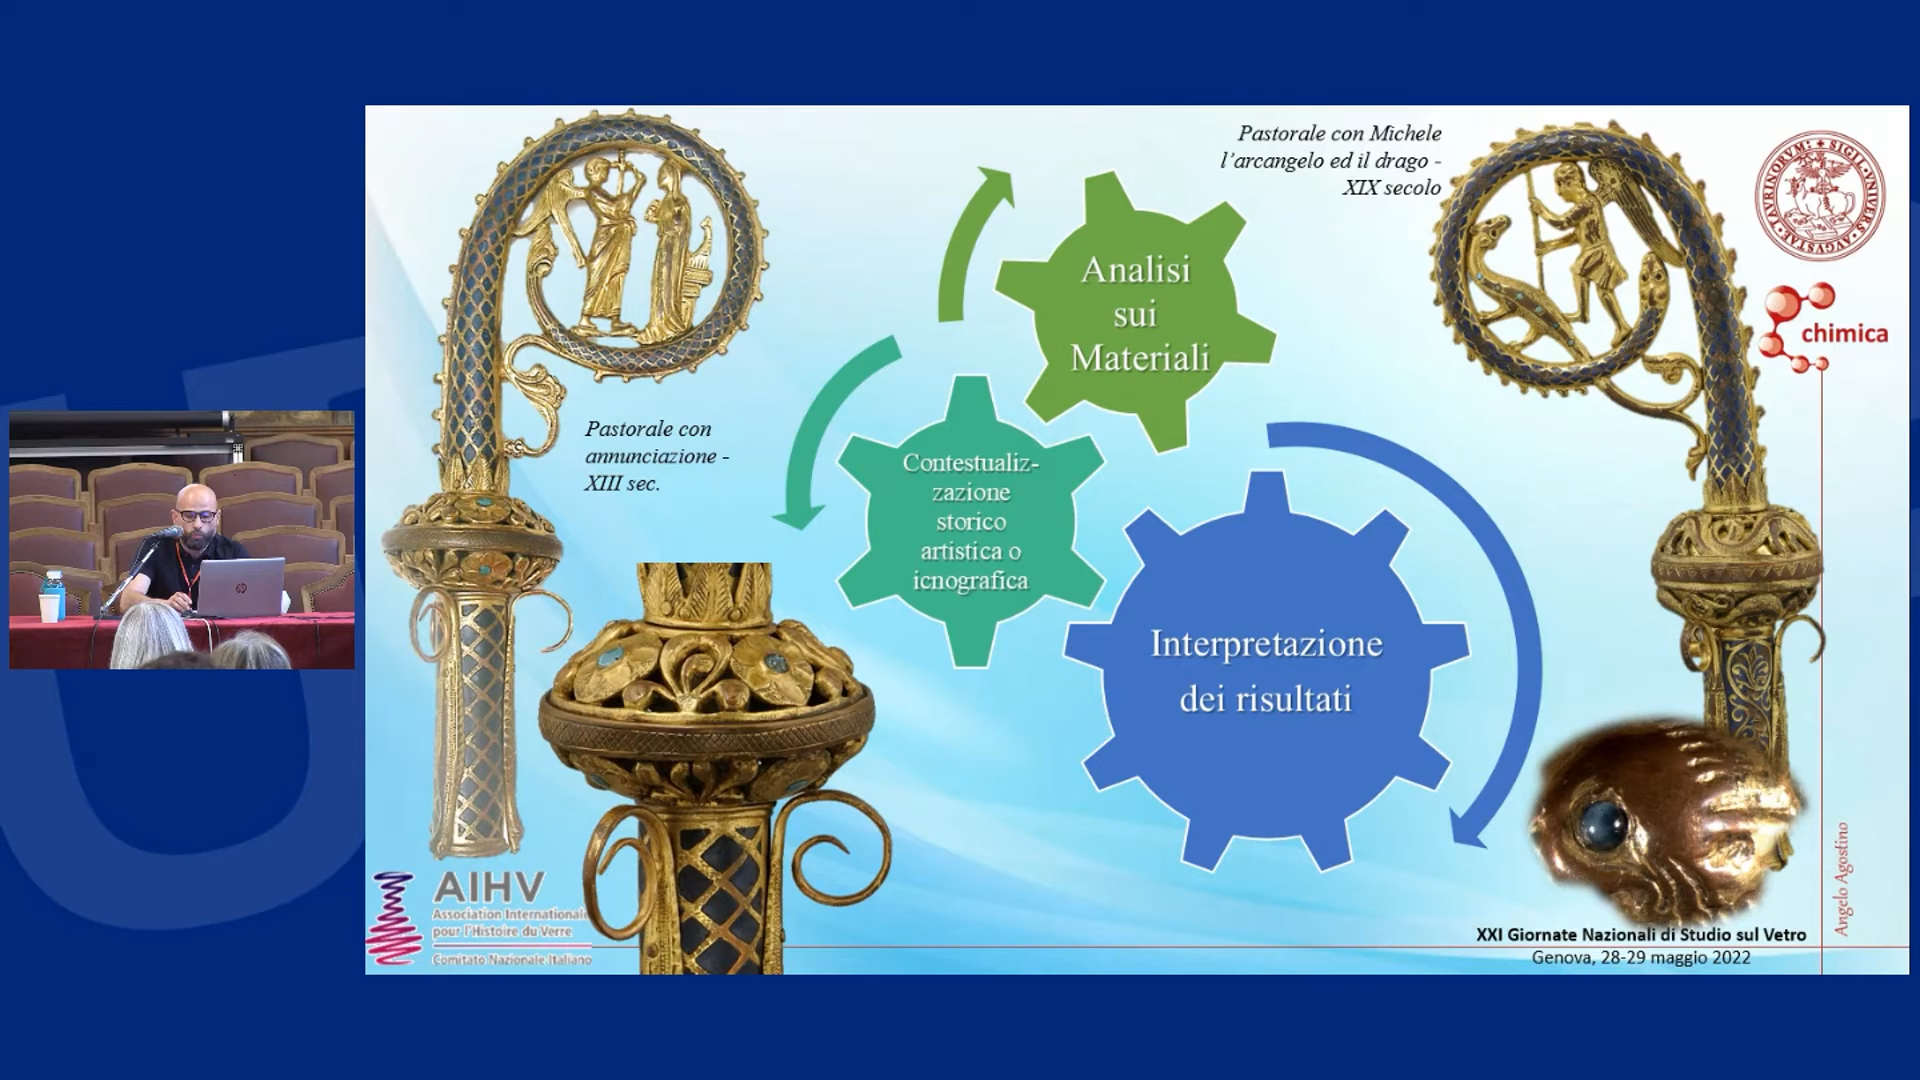 Pastorale con Michele
l'arcangelo ed il drago -
XIX secolo
Analisi
sui
Materiali
chimica
Pastorale con
annunciazione -
XIII sec.
Contestualiz-
zazione
storico
artistica o
icnografica
Interpretazione
dei risultati
AIHV
Association Internationale
pour l'Histoire du Verre
Comitato Nazionale Italiano
Angelo Agostino
XXI Giornate Nazionali di Studio sul Vetro
Genova, 28-29 maggio 2022
hp